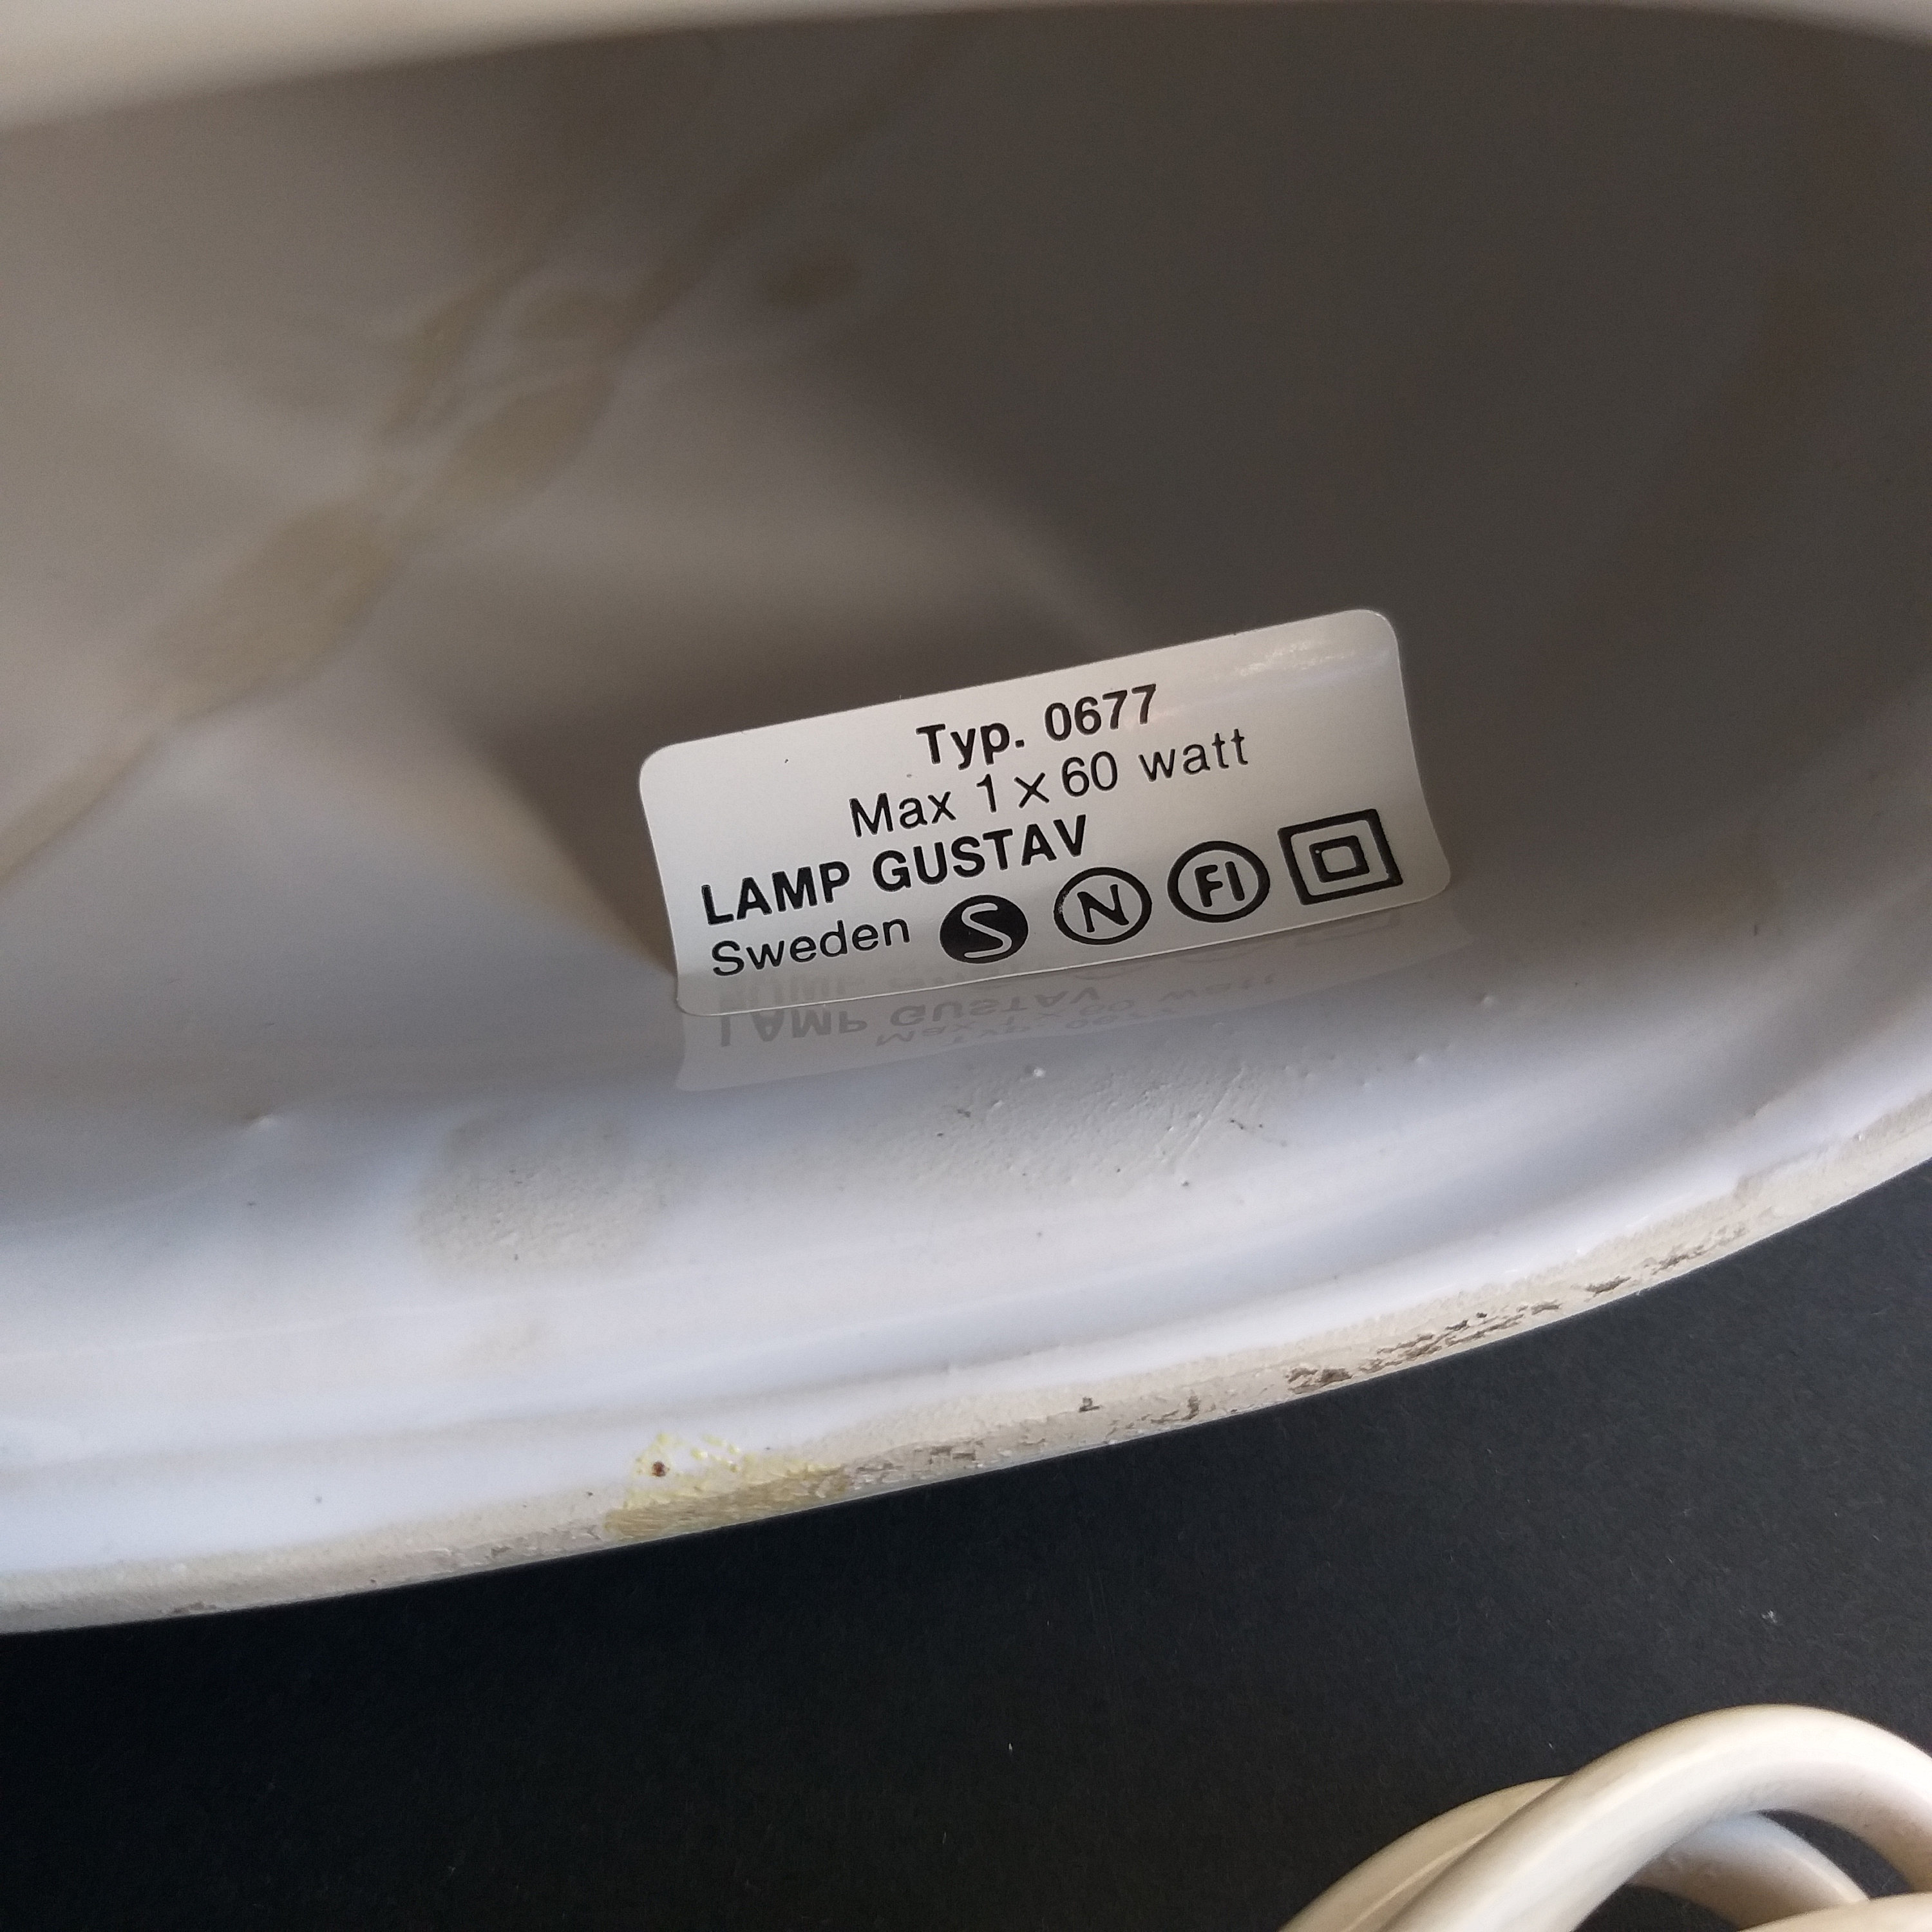 Typ. 0677
Max 1×60 watt
LAMP GUSTAV
Sweden S N FI